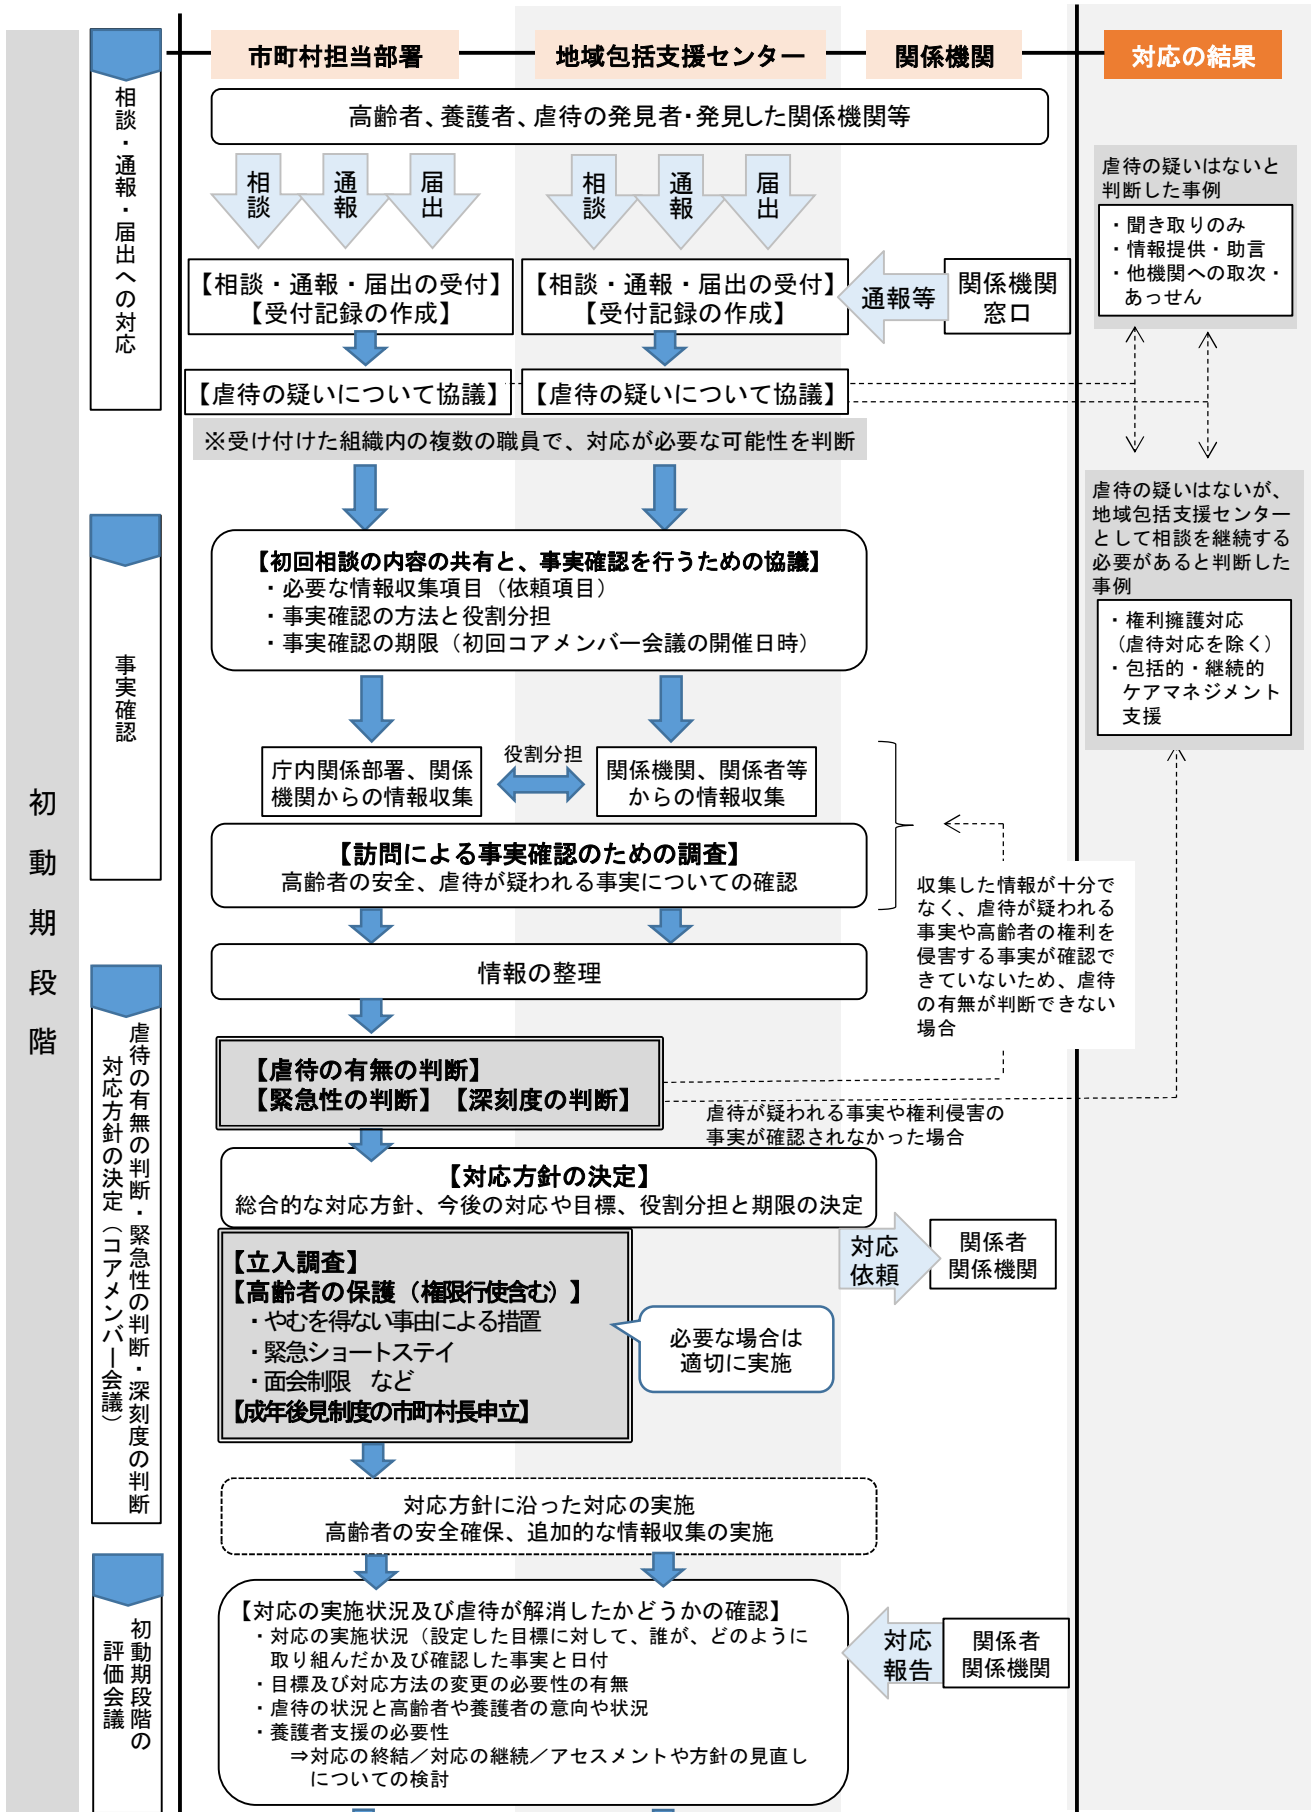 市町村担当部署
地域包括支援センター
関係機関
対応の結果
初動期段階
相談・通報・届出への対応
高齢者、養護者、虐待の発見者・発見した関係機関等
相談
通報
届出
相談
通報
届出
【相談・通報・届出の受付】
【受付記録の作成】
【相談・通報・届出の受付】
【受付記録の作成】
通報等
関係機関
窓口
【虐待の疑いについて協議】
【虐待の疑いについて協議】
※受け付けた組織内の複数の職員で、対応が必要な可能性を判断
虐待の疑いはないと
判断した事例
・聞き取りのみ
・情報提供・助言
・他機関への取次・
あっせん
虐待の疑いはないが、
地域包括支援センター
として相談を継続する
必要があると判断した
事例
・権利擁護対応
（虐待対応を除く）
・包括的・継続的
ケアマネジメント
支援
事実確認
【初回相談の内容の共有と、事実確認を行うための協議】
・必要な情報収集項目（依頼項目）
・事実確認の方法と役割分担
・事実確認の期限（初回コアメンバー会議の開催日時）
庁内関係部署、関係
機関からの情報収集
役割分担
関係機関、関係者等
からの情報収集
【訪問による事実確認のための調査】
高齢者の安全、虐待が疑われる事実についての確認
収集した情報が十分で
なく、虐待が疑われる
事実や高齢者の権利を
侵害する事実が確認で
きていないため、虐待
の有無が判断できない
場合
情報の整理
虐待の有無の判断・緊急性の判断・深刻度の判断
対応方針の決定（コアメンバー会議）
【虐待の有無の判断】
【緊急性の判断】【深刻度の判断】
虐待が疑われる事実や権利侵害の
事実が確認されなかった場合
【対応方針の決定】
総合的な対応方針、今後の対応や目標、役割分担と期限の決定
対応
依頼
関係者
関係機関
【立入調査】
【高齢者の保護（権限行使含む）】
・やむを得ない事由による措置
・緊急ショートステイ
・面会制限　など
【成年後見制度の市町村長申立】
必要な場合は
適切に実施
対応方針に沿った対応の実施
高齢者の安全確保、追加的な情報収集の実施
初動期段階の
評価会議
【対応の実施状況及び虐待が解消したかどうかの確認】
・対応の実施状況（設定した目標に対して、誰が、どのように
取り組んだか及び確認した事実と日付
・目標及び対応方法の変更の必要性の有無
・虐待の状況と高齢者や養護者の意向や状況
・養護者支援の必要性
⇒対応の終結／対応の継続／アセスメントや方針の見直し
についての検討
対応
報告
関係者
関係機関